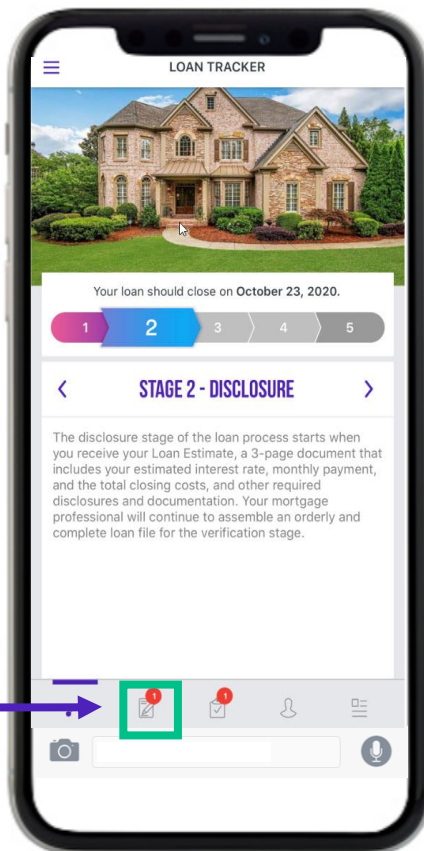 LOAN TRACKER
Your loan should close on October 23, 2020.
1 2 3 4 5
STAGE 2 - DISCLOSURE
The disclosure stage of the loan process starts when
you receive your Loan Estimate, a 3-page document that
includes your estimated interest rate, monthly payment,
and the total closing costs, and other required
disclosures and documentation. Your mortgage
professional will continue to assemble an orderly and
complete loan file for the verification stage.
1 1